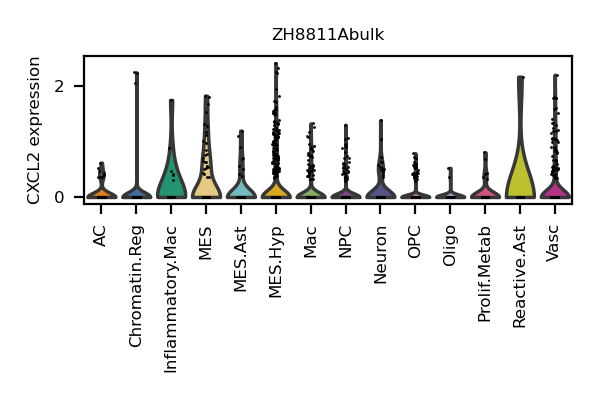 ZH8811Abulk
CXCL2 expression
2
0
AC
Chromatin.Reg
Inflammatory.Mac
MES
MES.Ast
MES.Hyp
Mac
NPC
Neuron
OPC
Oligo
Prolif.Metab
Reactive.Ast
Vasc